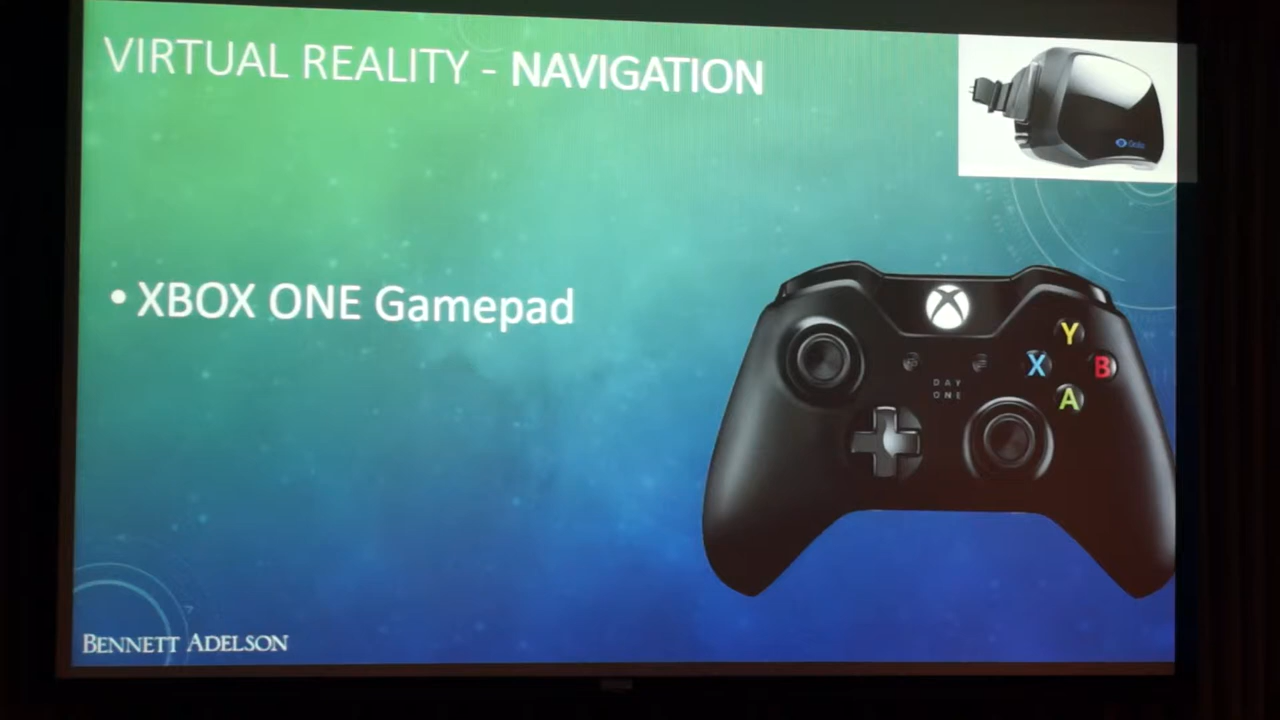 VIRTUAL REALITY - NAVIGATION
• XBOX ONE Gamepad
Y
X
B
A
DAY
ONE
BENNETT ADELSON